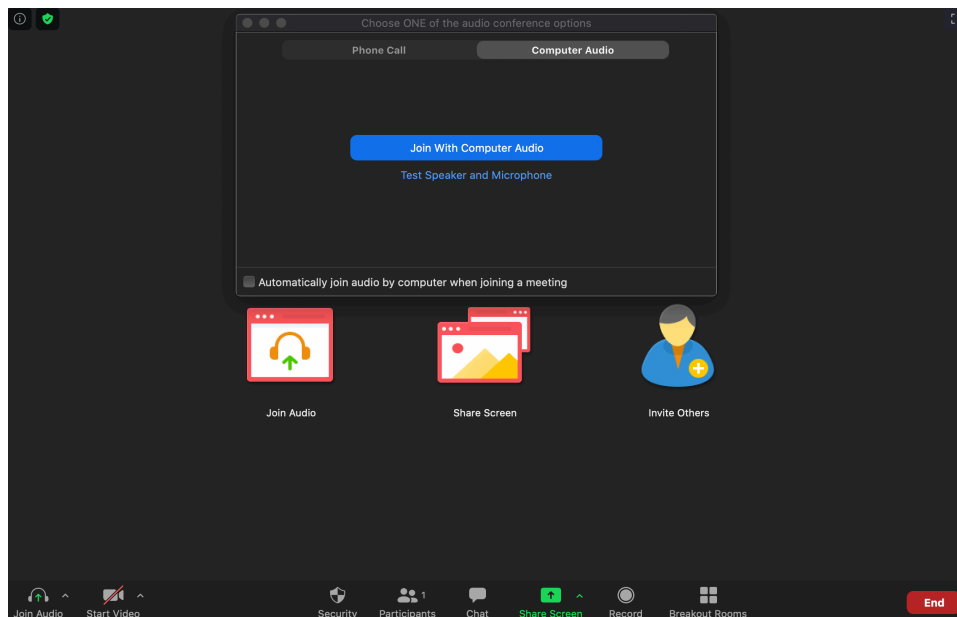 Choose ONE of the audio conference options
Phone Call
Computer Audio
Join With Computer Audio
Test Speaker and Microphone
Automatically join audio by computer when joining a meeting
Join Audio
Share Screen
Invite Others
1
Join Audio
Start Video
Security
Participants
Chat
Share Screen
Record
Breakout Rooms
End